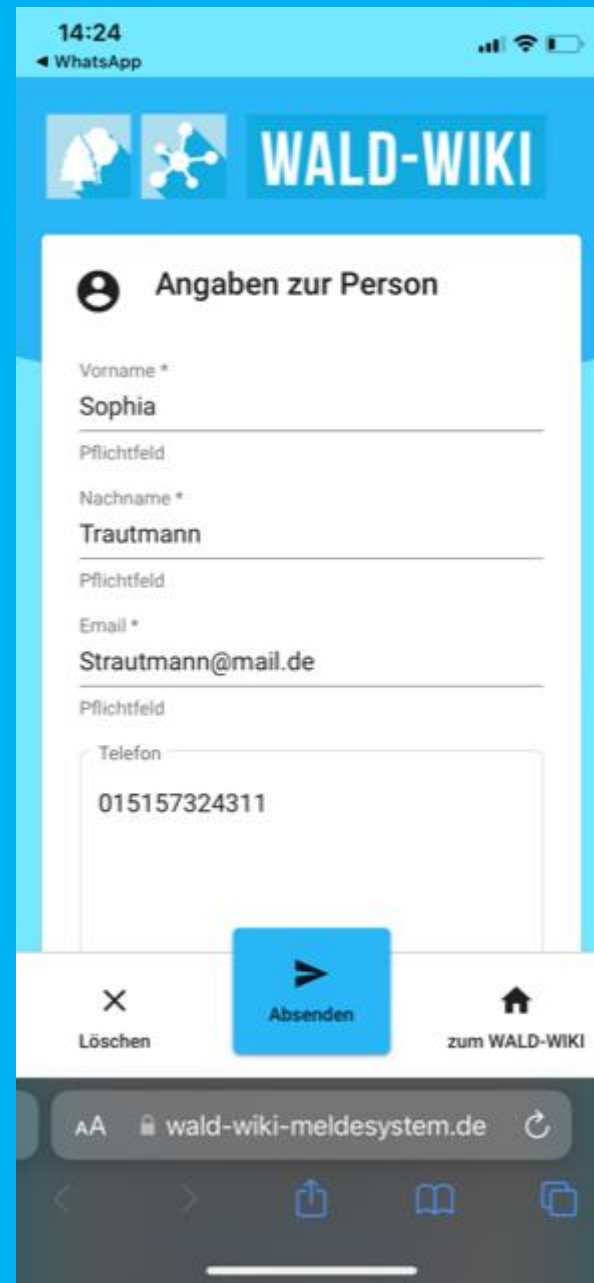 14:24
◄ WhatsApp
WALD-WIKI
Angaben zur Person
Vorname *
Sophia
Pflichtfeld
Nachname *
Trautmann
Pflichtfeld
Email *
Strautmann@mail.de
Pflichtfeld
Telefon
015157324311
Löschen
Absenden
zum WALD-WIKI
AA wald-wiki-meldesystem.de